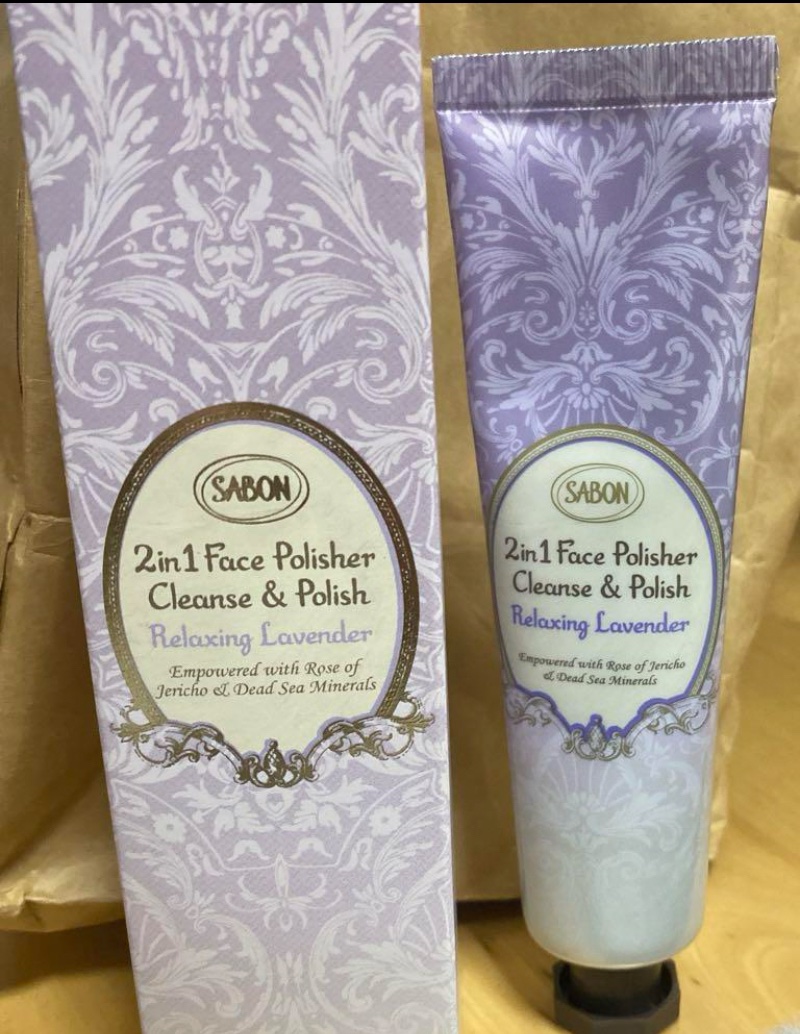 SABON
2in1 Face Polisher
Cleanse & Polish
Relaxing Lavender
Empowered with Rose of
Jericho & Dead Sea Minerals
SABON
2in1 Face Polisher
Cleanse & Polish
Relaxing Lavender
Empowered with Rose of Jericho
& Dead Sea Minerals